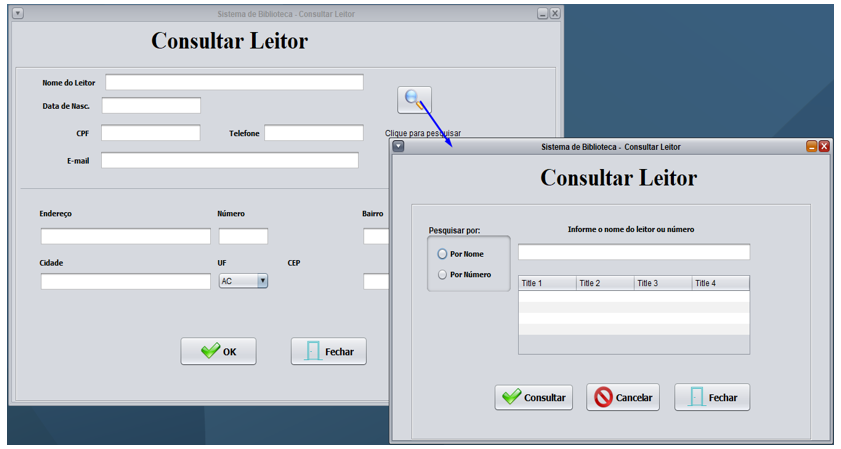 Sistema de Biblioteca - Consultar Leitor
Consultar Leitor
Nome do Leitor
Data de Nasc.
CPF
Telefone
Clique para pesquisar
E-mail
Endereço
Número
Bairro
Cidade
UF
CEP
AC
OK
Fechar
Sistema de Biblioteca - Consultar Leitor
Consultar Leitor
Pesquisar por:
Informe o nome do leitor ou número
Por Nome
Por Número
Title 1
Title 2
Title 3
Title 4
Consultar
Cancelar
Fechar